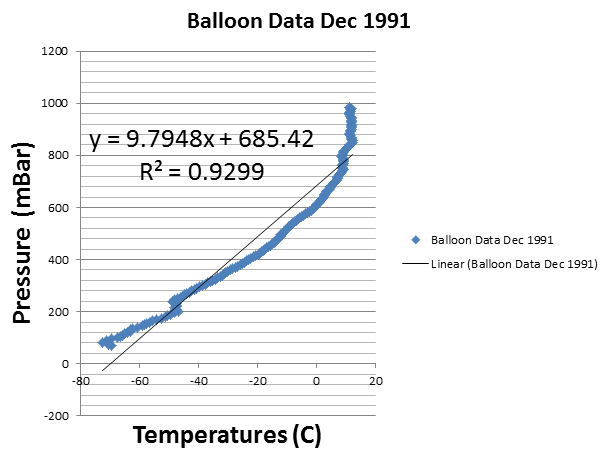 Balloon Data Dec 1991
1200
1000
800
600
400
200
0
-200
-80
-60
-40
-20
0
20
y = 9.7948x + 685.42
R² = 0.9299
Pressure (mBar)
Temperatures (C)
Balloon Data Dec 1991
Linear (Balloon Data Dec 1991)